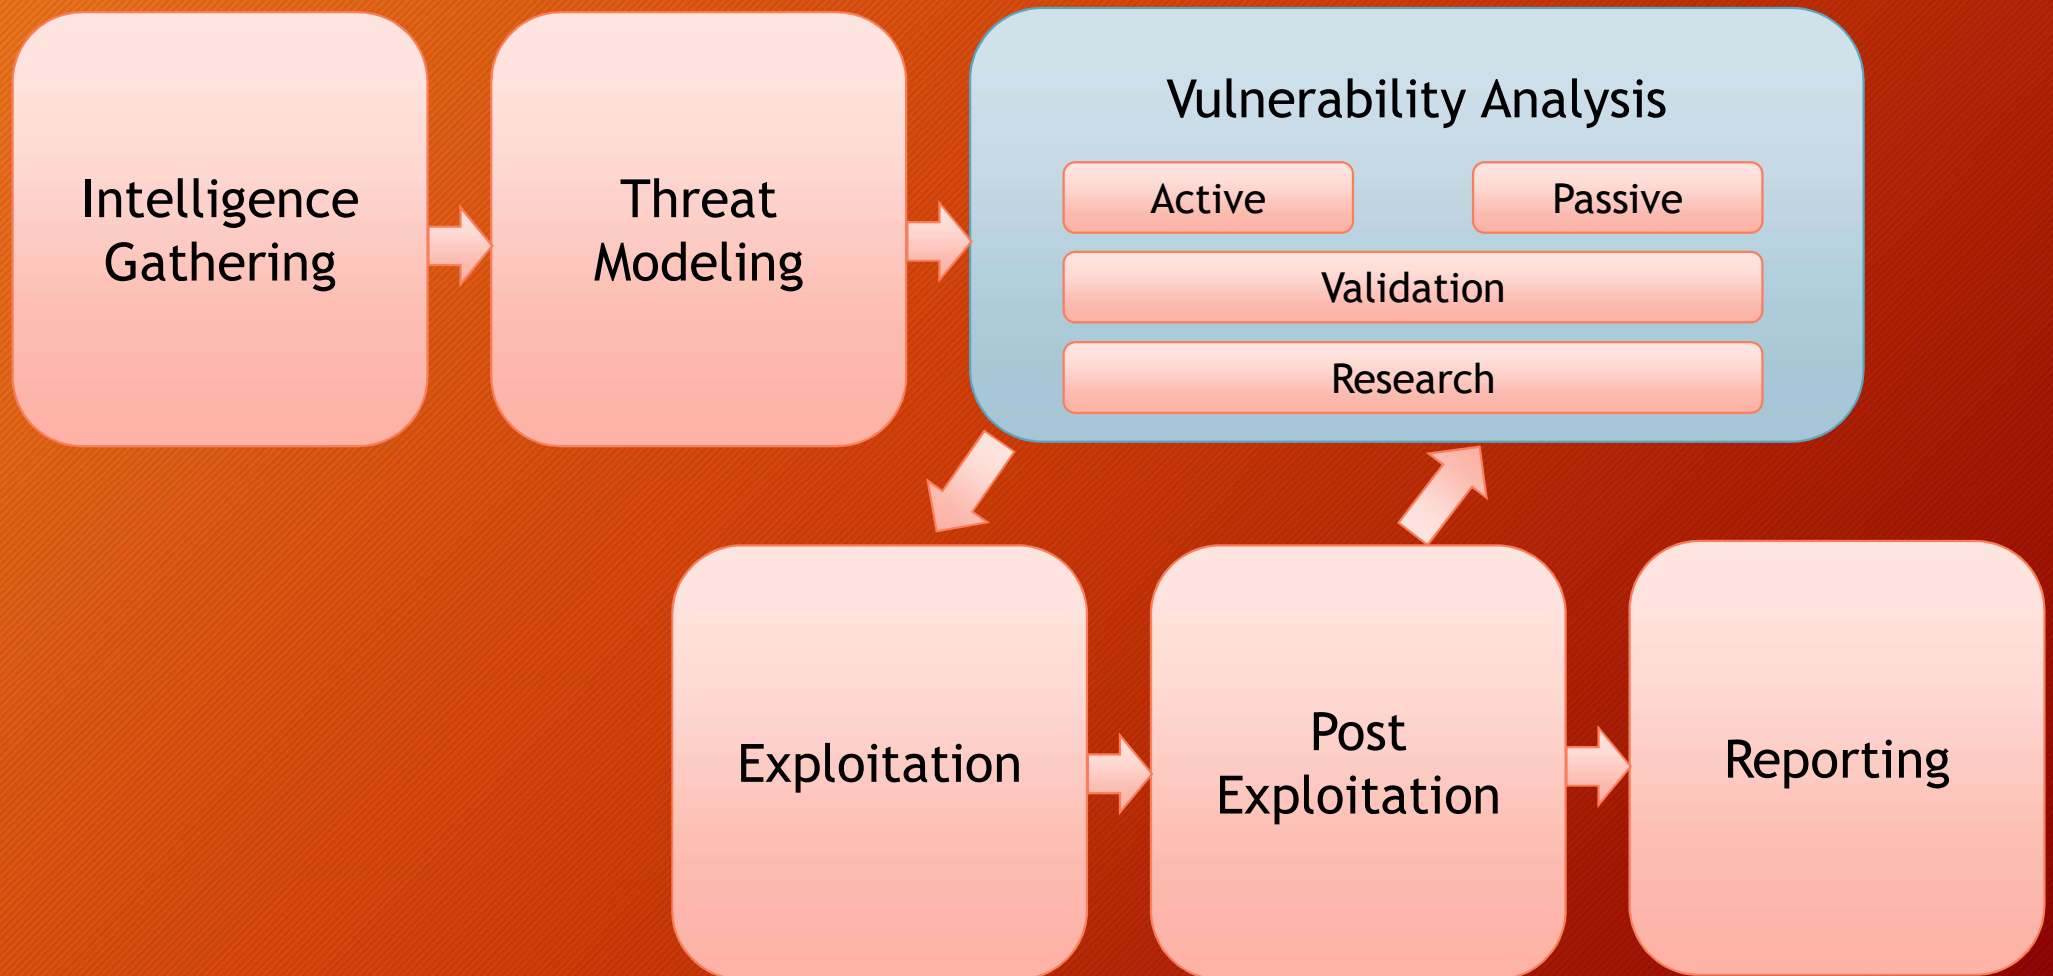 Intelligence
Gathering
Threat
Modeling
Vulnerability Analysis
Active
Passive
Validation
Research
Exploitation
Post
Exploitation
Reporting